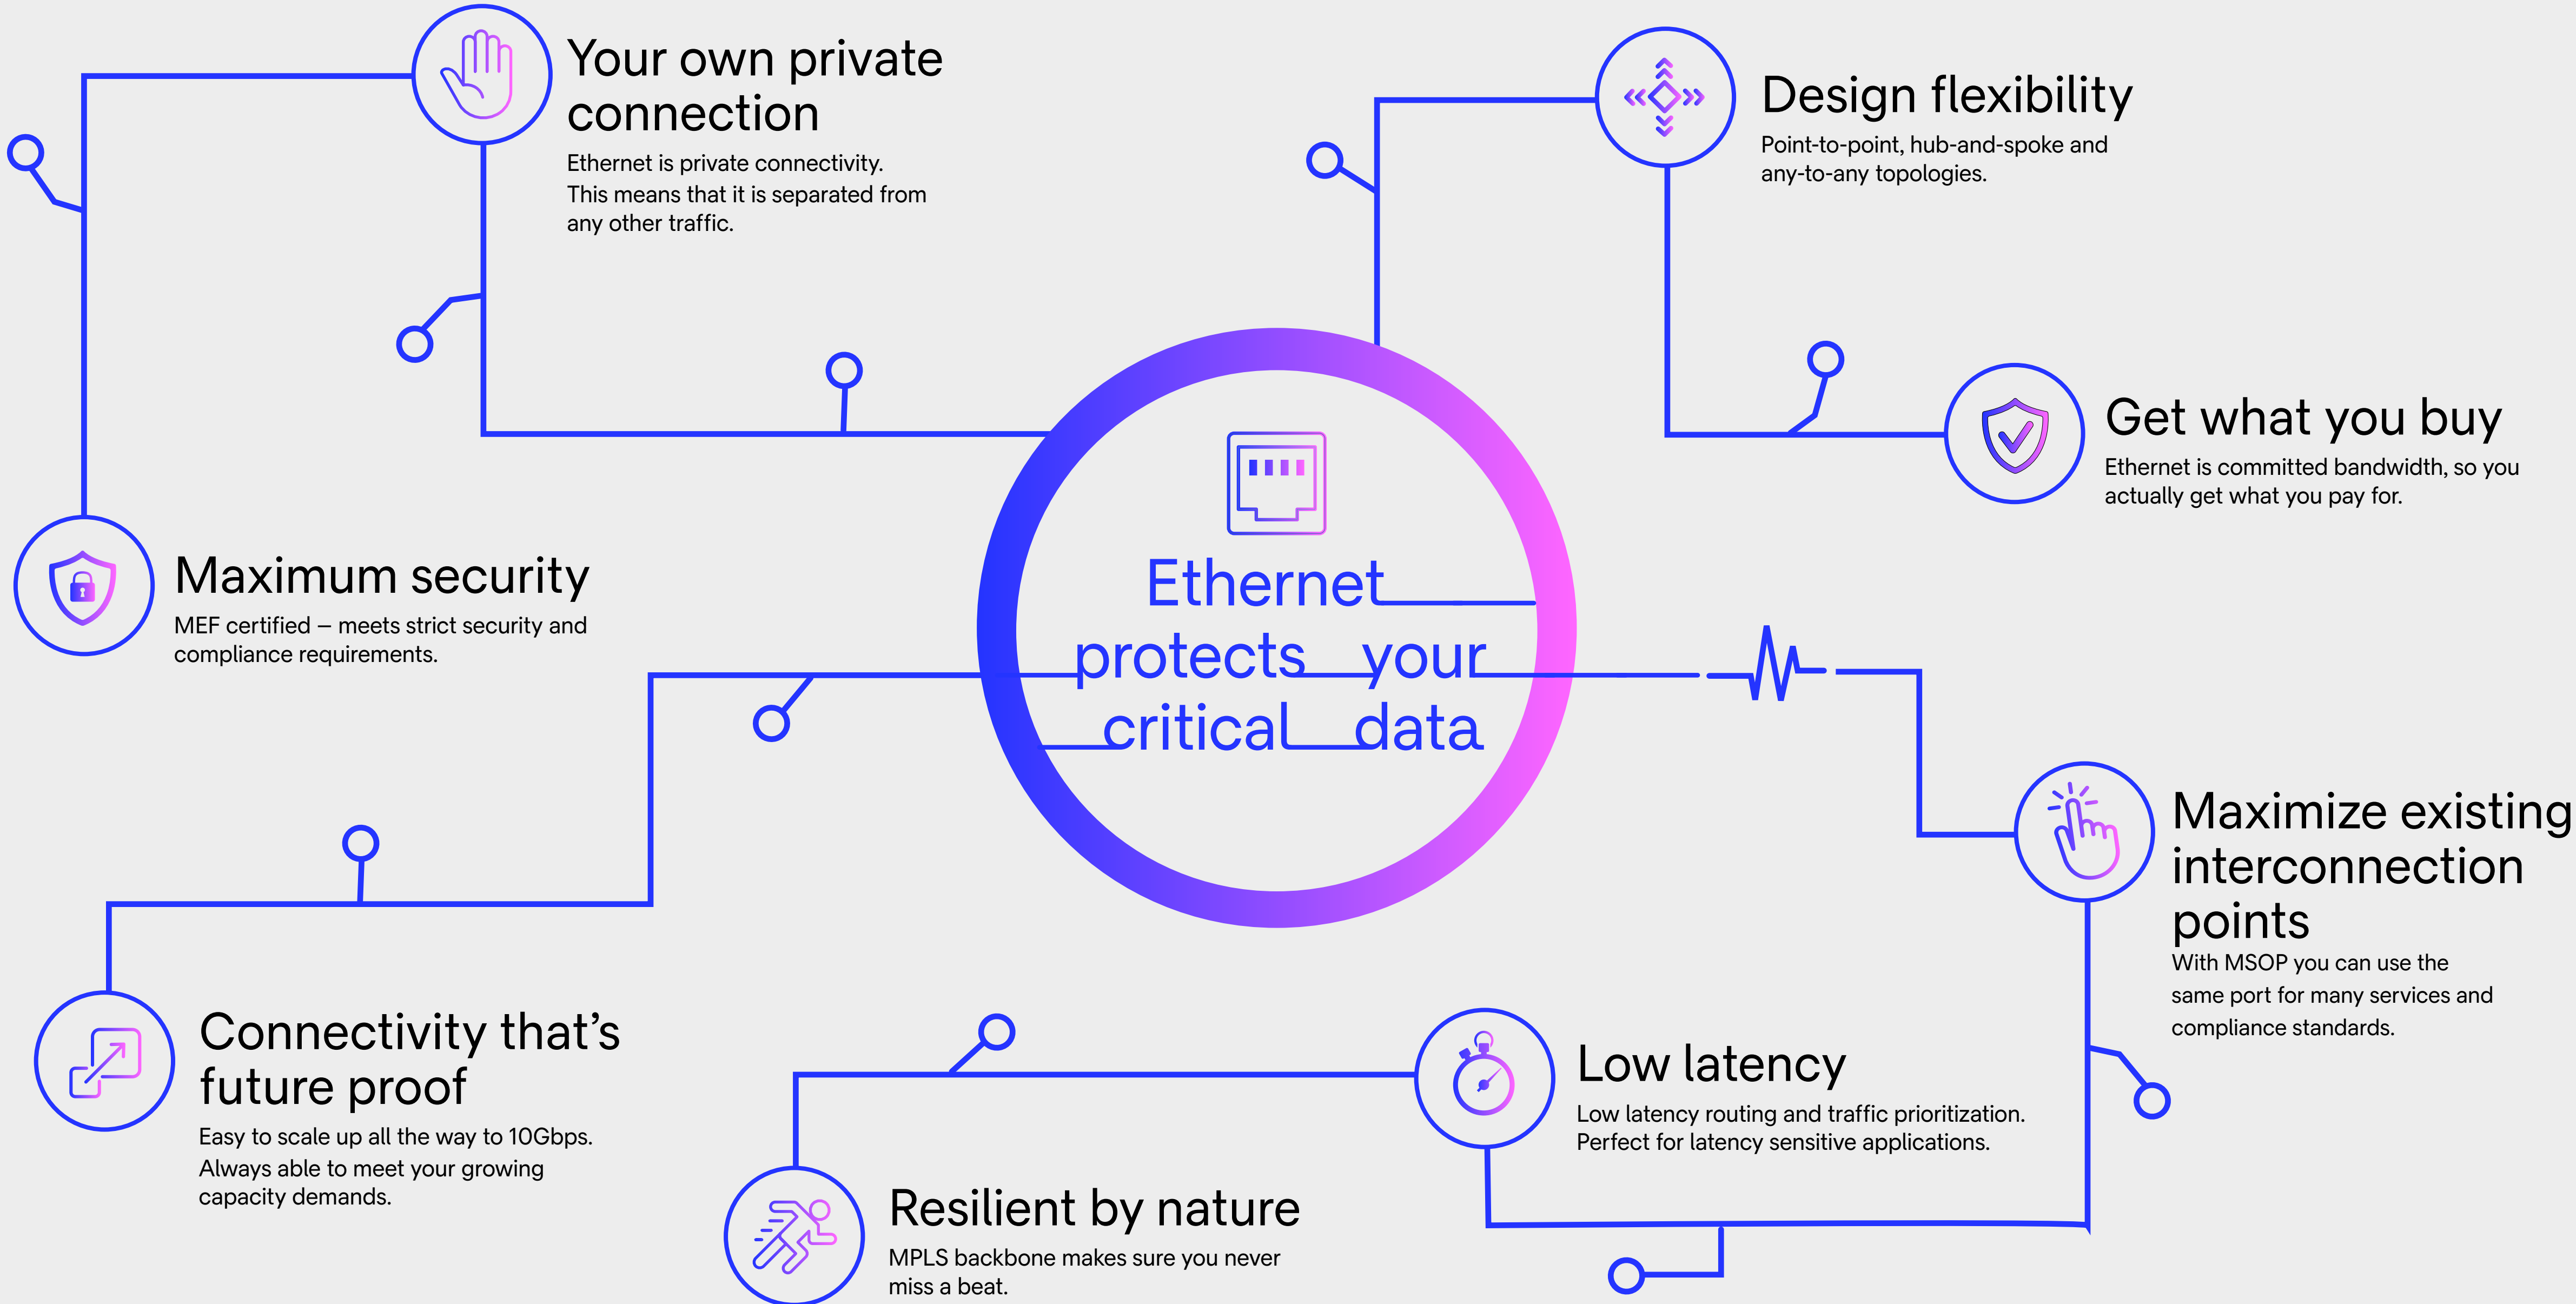 Your own private
connection
Ethernet is private connectivity.
This means that it is separated from
any other traffic.
Design flexibility
Point-to-point, hub-and-spoke and
any-to-any topologies.
Get what you buy
Ethernet is committed bandwidth, so you
actually get what you pay for.
Maximum security
MEF certified – meets strict security and
compliance requirements.
Ethernet
protects your
critical data
Maximize existing
interconnection
points
With MSOP you can use the
same port for many services and
compliance standards.
Connectivity that’s
future proof
Easy to scale up all the way to 10Gbps.
Always able to meet your growing
capacity demands.
Low latency
Low latency routing and traffic prioritization.
Perfect for latency sensitive applications.
Resilient by nature
MPLS backbone makes sure you never
miss a beat.